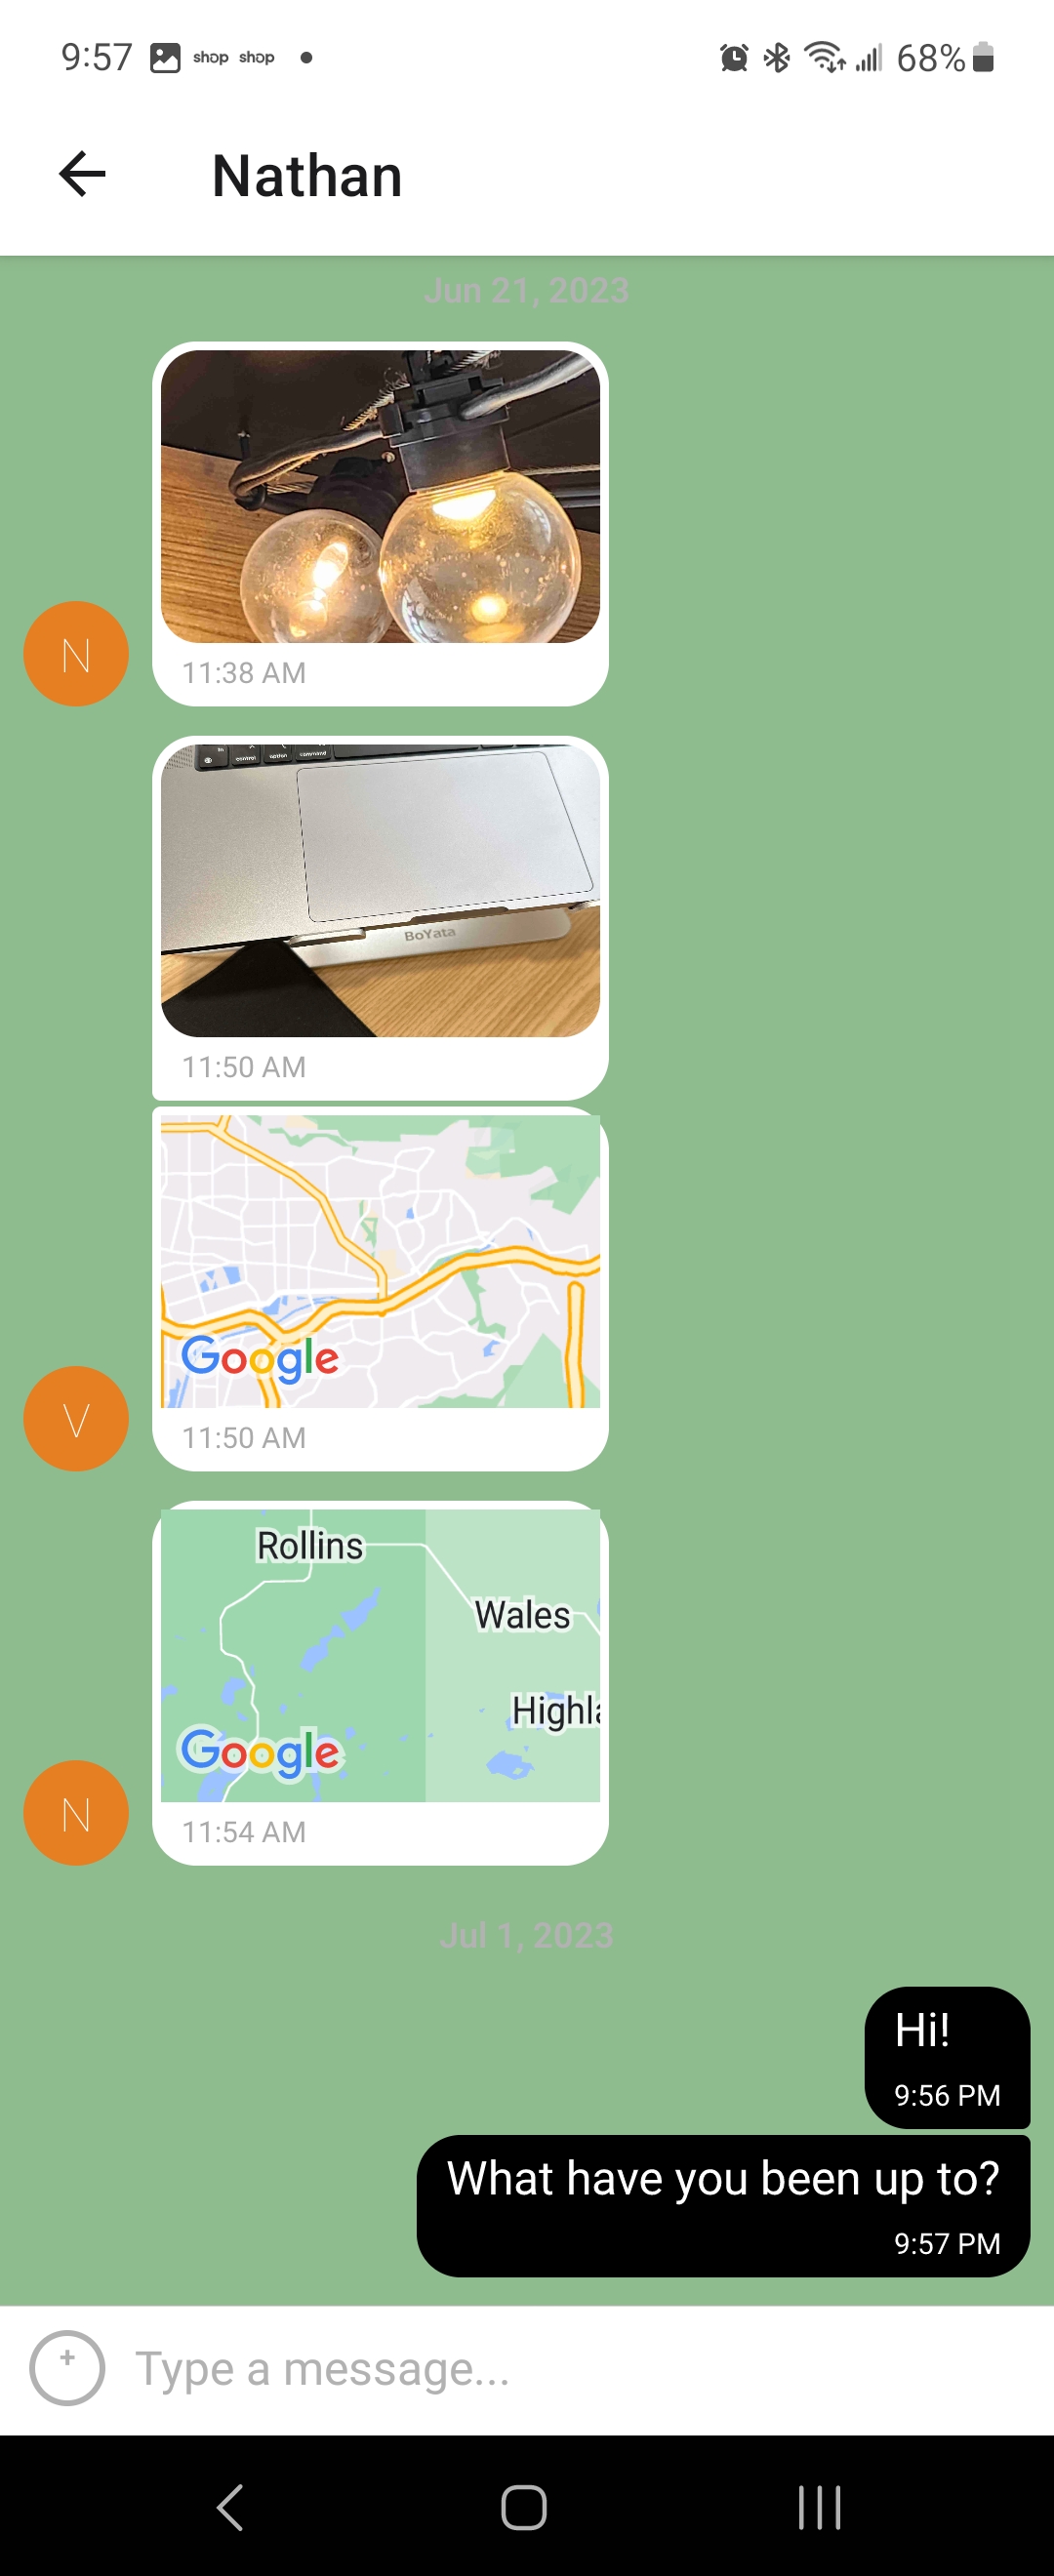 9:57 shop shop 68%
Nathan
Jun 21, 2023
N
11:38 AM
control option command
BoYata
11:50 AM
Google
V
11:50 AM
Rollins
Wales
Highla
Google
N
11:54 AM
Jul 1, 2023
Hi!
9:56 PM
What have you been up to?
9:57 PM
Type a message...